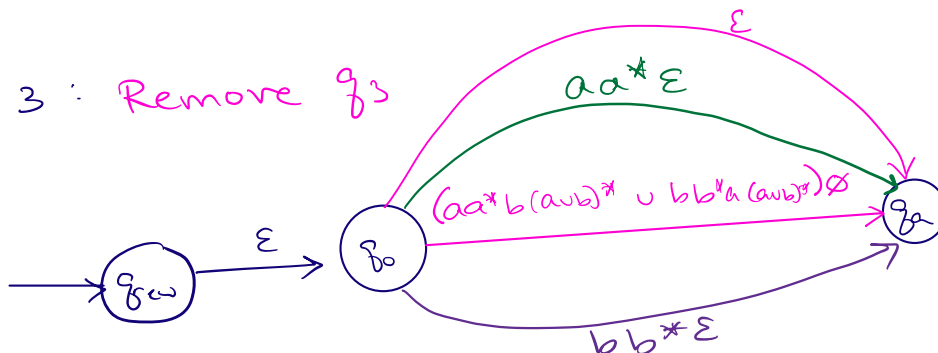 ε
3 : Remove q3
aa*ε
(aa*b(a∪b)* ∪ bb*a(a∪b)*)∅
qa
ε
q0
bb*ε